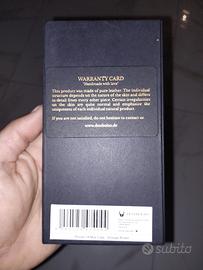 WARRANTY CARD
"Handmade with love"
This product was made of pure leather. The individual
structure depends on the nature of the skin and differs
in detail from every other piece. Certain irregularities
on the skin are quite normal and emphasize the
uniqueness of each individual natural product.
If you are not satisfied, do not hesitate to contact us
subito